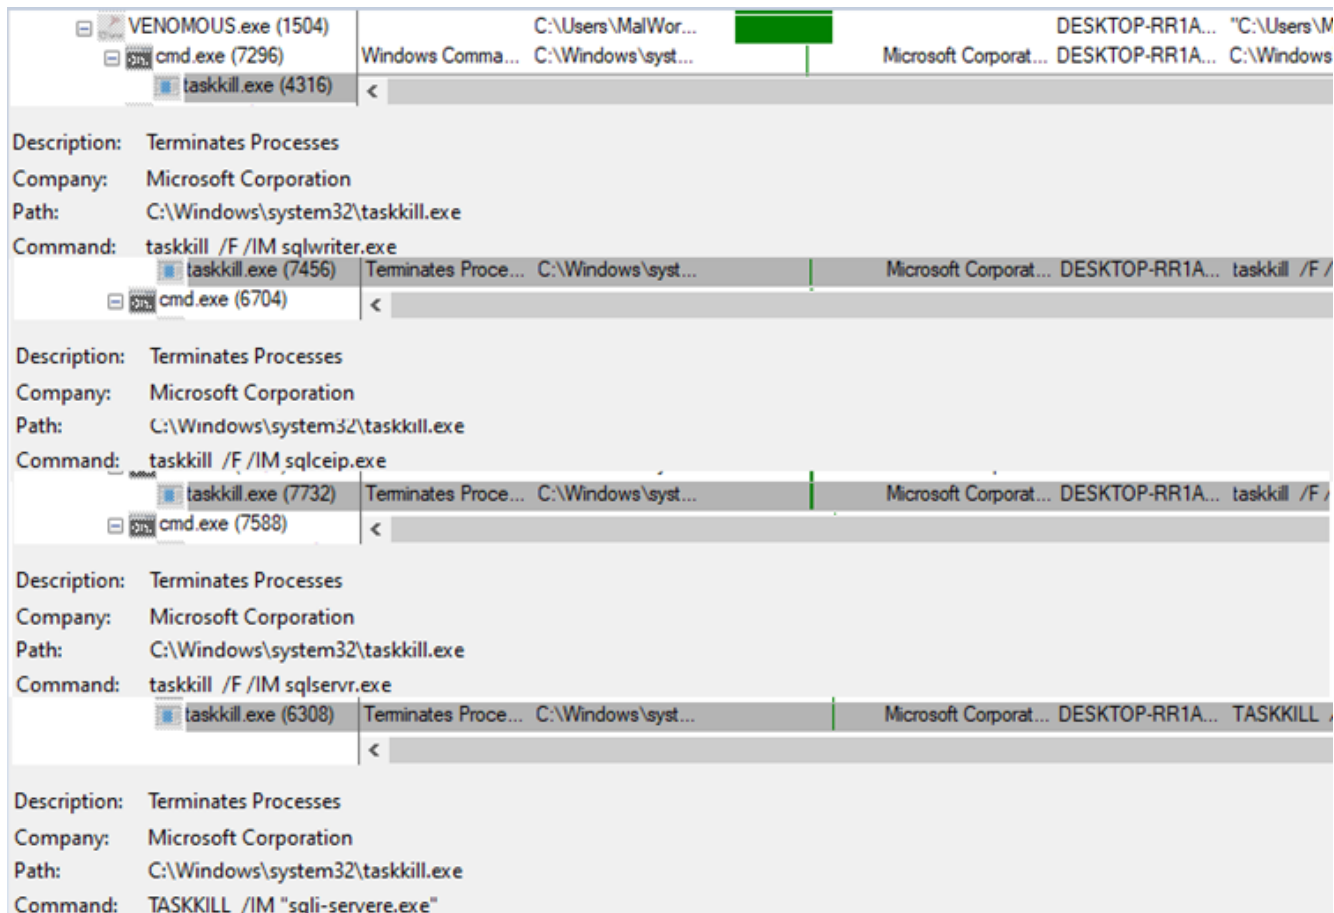 VENOMOUS.exe (1504) C:\Users\MalWor... DESKTOP-RR1A... "C:\Users\M
cmd.exe (7296) Windows Comma... C:\Windows\syst... Microsoft Corporat... DESKTOP-RR1A... C:\Windows
taskkill.exe (4316)
Description: Terminates Processes
Company: Microsoft Corporation
Path: C:\Windows\system32\taskkill.exe
Command: taskkill /F /IM sqlwriter.exe
taskkill.exe (7456) Terminates Proce... C:\Windows\syst... Microsoft Corporat... DESKTOP-RR1A... taskkill /F /
cmd.exe (6704)
Description: Terminates Processes
Company: Microsoft Corporation
Path: C:\Windows\system32\taskkill.exe
Command: taskkill /F /IM sqlceip.exe
taskkill.exe (7732) Terminates Proce... C:\Windows\syst... Microsoft Corporat... DESKTOP-RR1A... taskkill /F /
cmd.exe (7588)
Description: Terminates Processes
Company: Microsoft Corporation
Path: C:\Windows\system32\taskkill.exe
Command: taskkill /F /IM sqlservr.exe
taskkill.exe (6308) Terminates Proce... C:\Windows\syst... Microsoft Corporat... DESKTOP-RR1A... TASKKILL /
Description: Terminates Processes
Company: Microsoft Corporation
Path: C:\Windows\system32\taskkill.exe
Command: TASKKILL /IM "sqli-servere.exe"